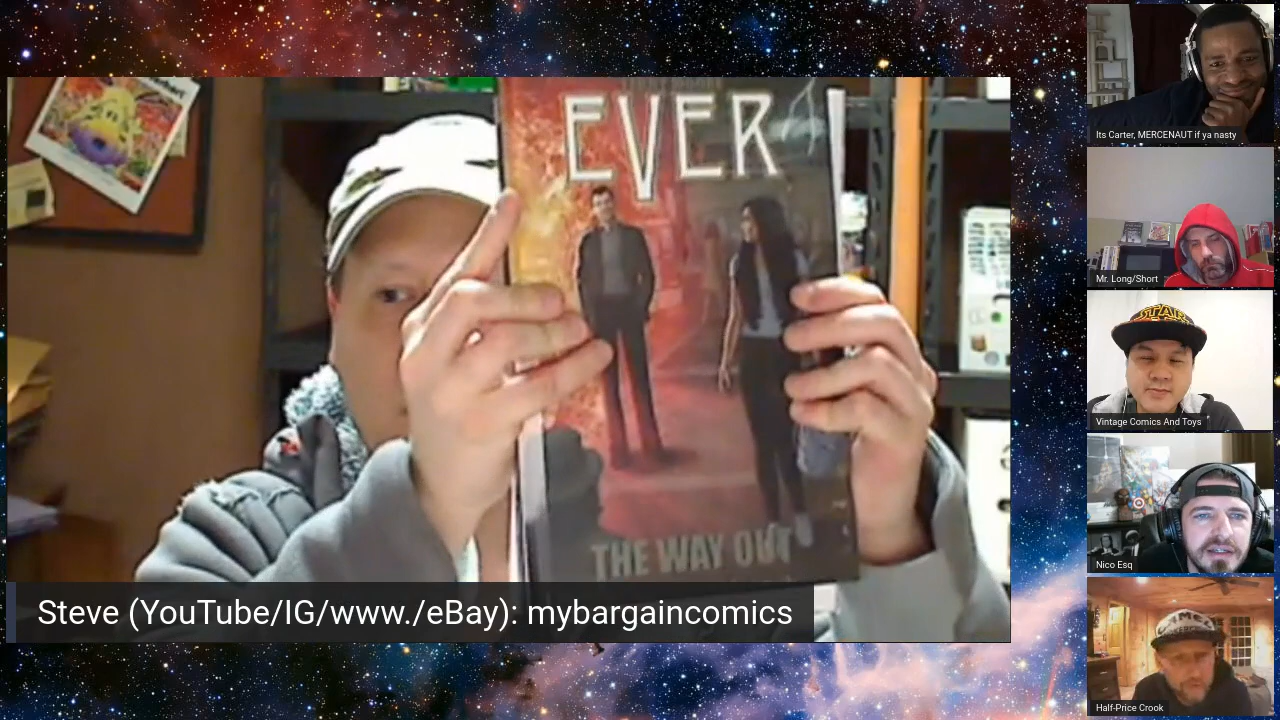 EVER
THE WAY OUT
Steve (YouTube/IG/www./eBay): mybargaincomics
Its Carter, MERCENAUT if ya nasty
Mr. Long/Short
STAR
Vintage Comics And Toys
Nico Esq
Half-Price Crook